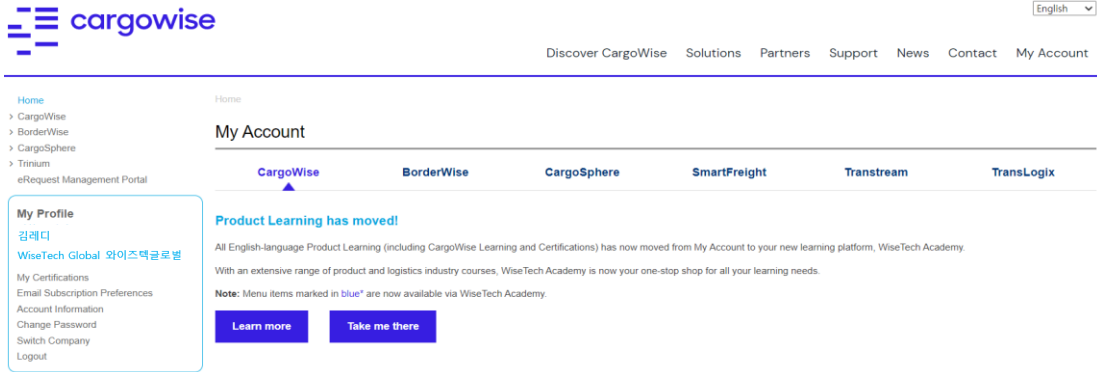 cargowise
English
Discover CargoWise Solutions Partners Support News Contact My Account
Home
> CargoWise
> BorderWise
> CargoSphere
> Trinium
eRequest Management Portal
My Profile
김레디
WiseTech Global 와이즈텍글로벌
My Certifications
Email Subscription Preferences
Account Information
Change Password
Switch Company
Logout
Home
My Account
CargoWise BorderWise CargoSphere SmartFreight Transtream TransLogix
Product Learning has moved!
All English-language Product Learning (including CargoWise Learning and Certifications) has now moved from My Account to your new learning platform, WiseTech Academy.
With an extensive range of product and logistics industry courses, WiseTech Academy is now your one-stop shop for all your learning needs.
Note: Menu items marked in blue* are now available via WiseTech Academy.
Learn more Take me there